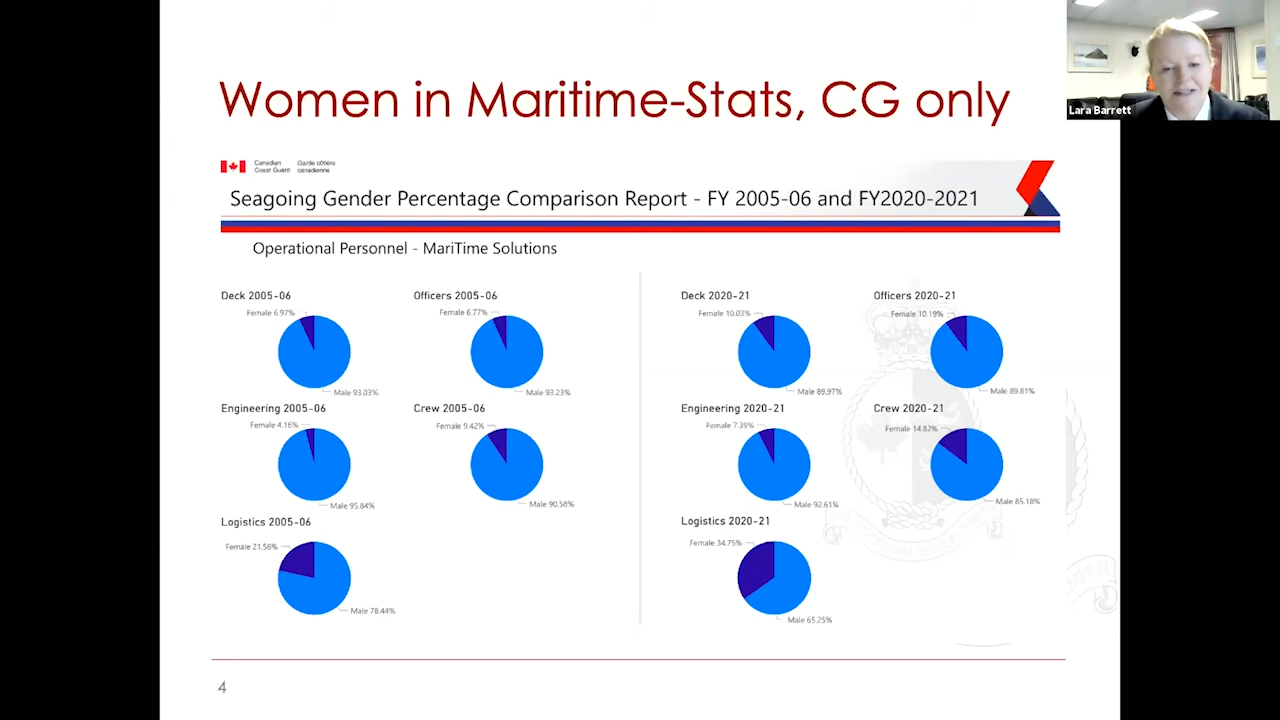 Women in Maritime-Stats, CG only
Lara Barrett
Canadian Coast Guard
Garde côtière canadienne
Seagoing Gender Percentage Comparison Report - FY 2005-06 and FY2020-2021
Operational Personnel - MariTime Solutions
Deck 2005-06
Female 6.97%
Male 93.03%
Officers 2005-06
Female 6.77%
Male 93.23%
Engineering 2005-06
Female 4.16%
Male 95.84%
Crew 2005-06
Female 9.42%
Male 90.58%
Logistics 2005-06
Female 21.56%
Male 78.44%
Deck 2020-21
Female 10.03%
Male 89.97%
Officers 2020-21
Female 10.19%
Male 89.81%
Engineering 2020-21
Female 7.39%
Male 92.61%
Crew 2020-21
Female 14.82%
Male 85.18%
Logistics 2020-21
Female 34.75%
Male 65.25%
4